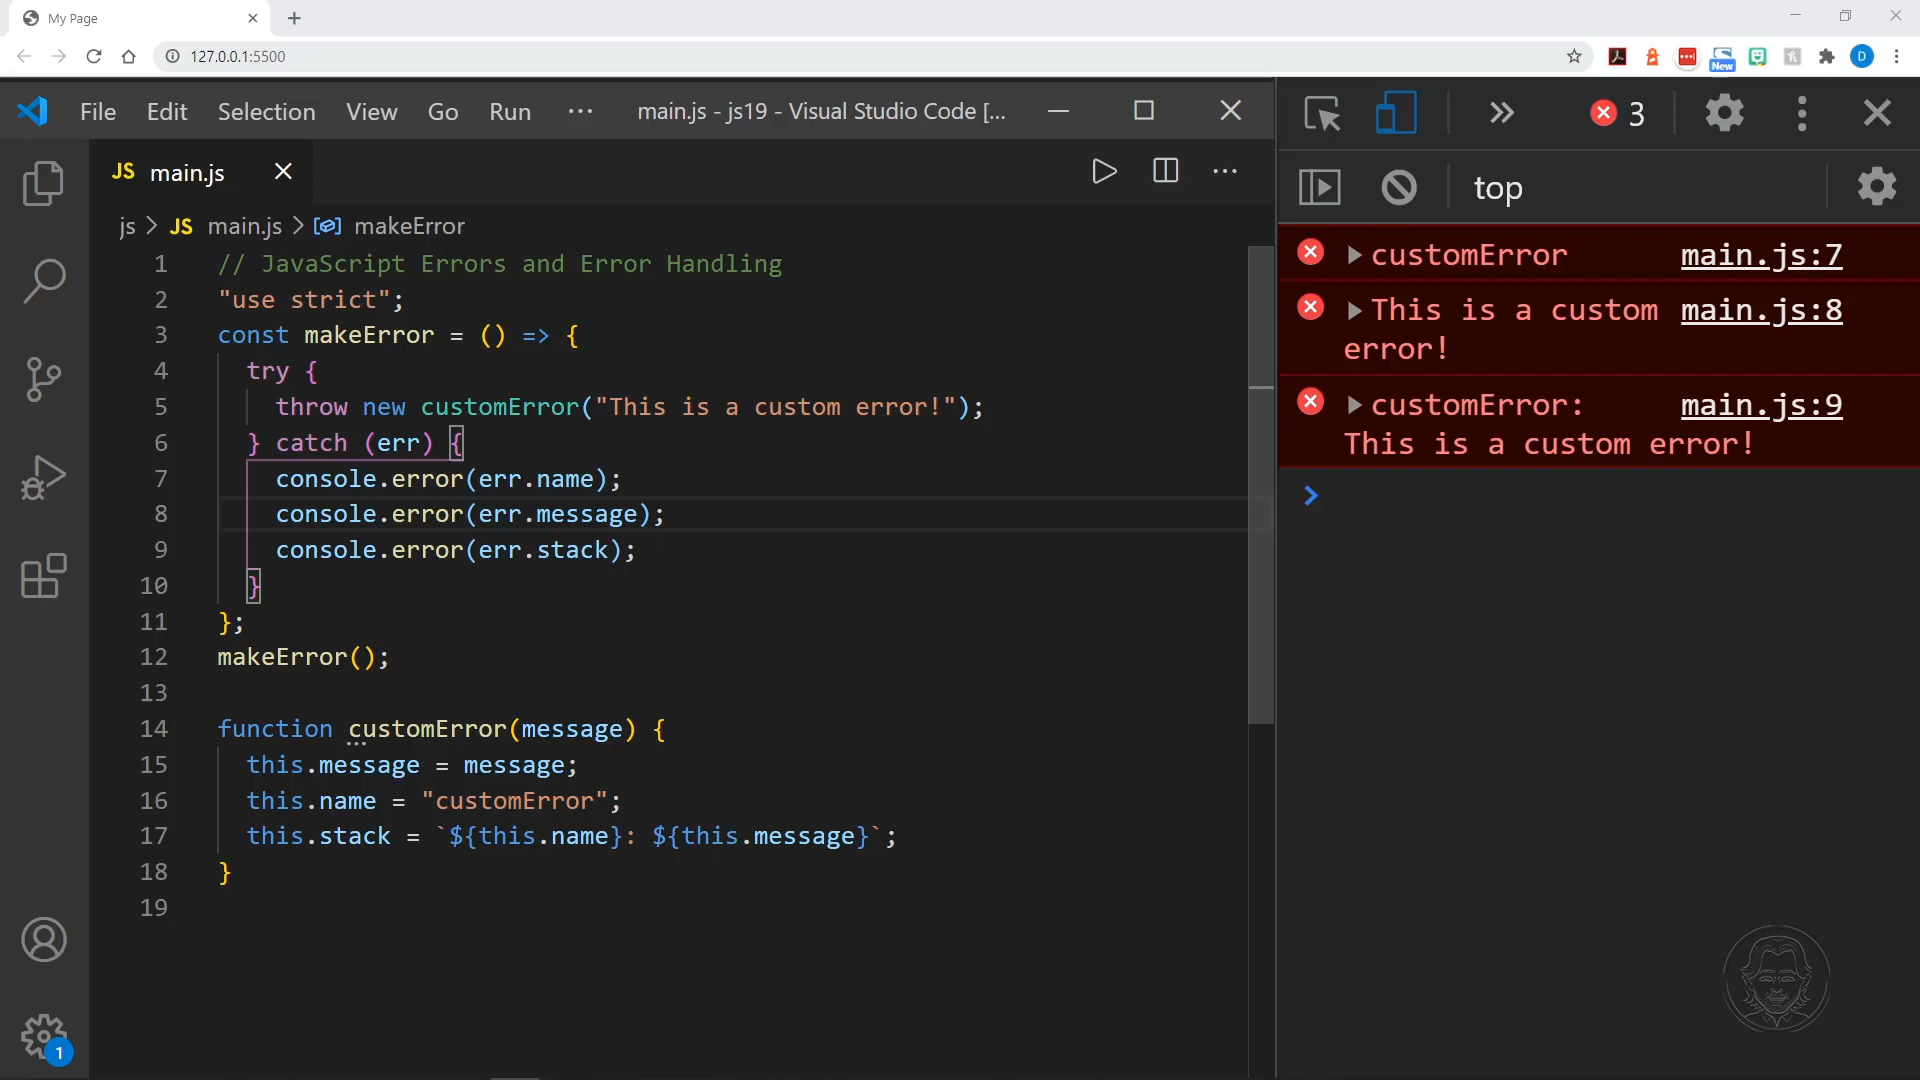 My Page
127.0.0.1:5500
New
D
File Edit Selection View Go Run ··· main.js - js19 - Visual Studio Code [...
3
JS main.js
top
js > JS main.js > makeError
1 // JavaScript Errors and Error Handling
2 "use strict";
3 const makeError = () => {
4 try {
5 throw new customError("This is a custom error!");
6 } catch (err) {
7 console.error(err.name);
8 console.error(err.message);
9 console.error(err.stack);
10 }
11 };
12 makeError();
13
14 function customError(message) {
15 this.message = message;
16 this.name = "customError";
17 this.stack = `${this.name}: ${this.message}`;
18 }
19
1
customError main.js:7
This is a custom main.js:8
error!
customError: main.js:9
This is a custom error!